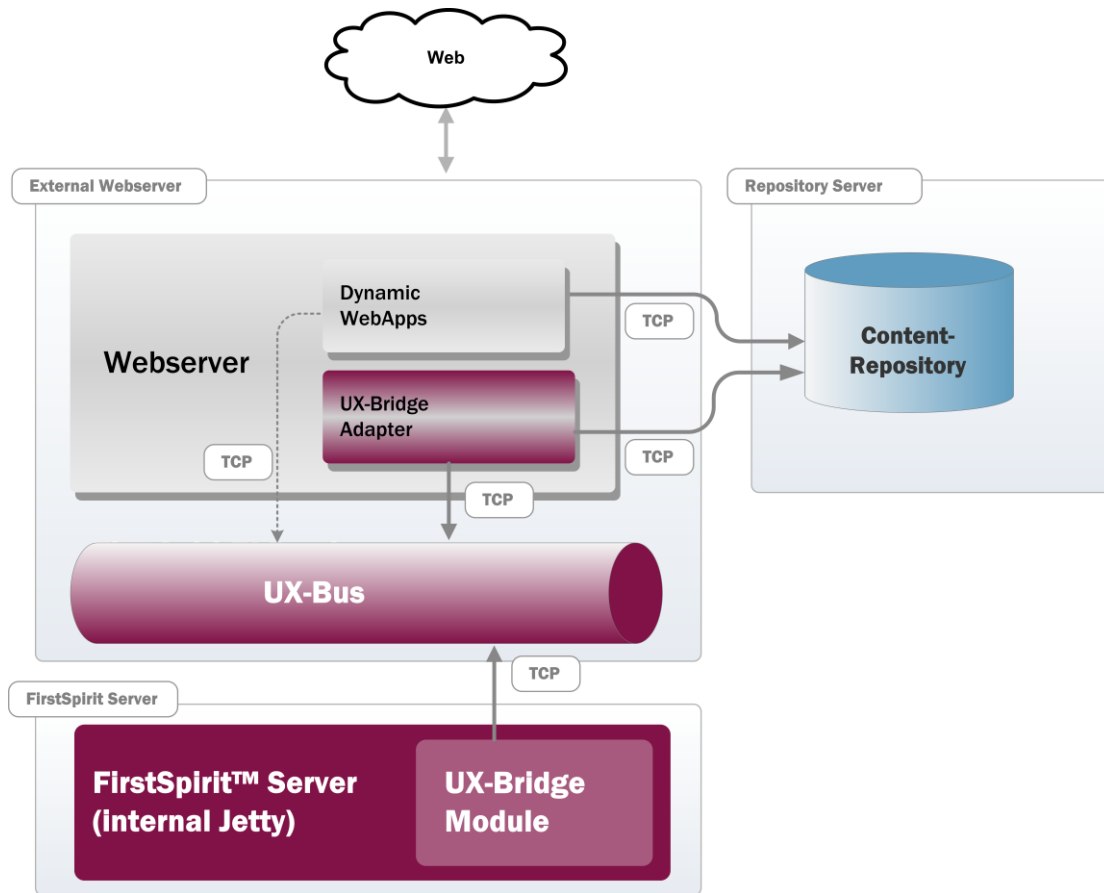 Web
External Webserver
Repository Server
Dynamic
WebApps
TCP
Content-
Repository
Webserver
UX-Bridge
Adapter
TCP
TCP
TCP
UX-Bus
TCP
FirstSpirit Server
FirstSpirit™ Server
(internal Jetty)
UX-Bridge
Module